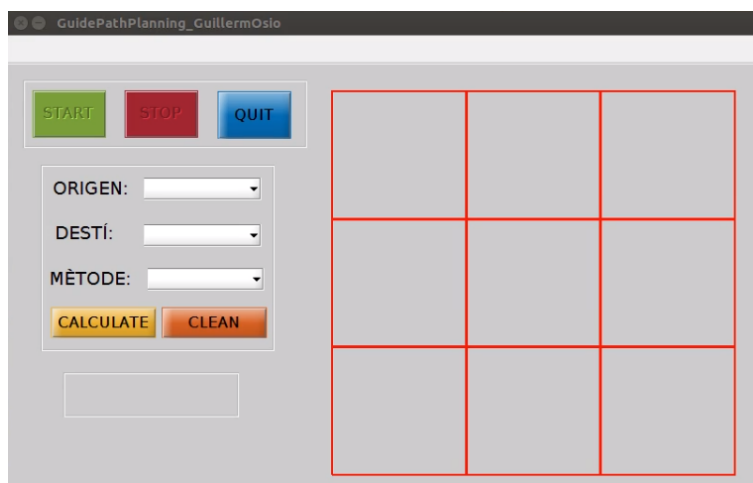 GuidePathPlanning_GuillermOsio
START STOP QUIT
ORIGEN:
DESTÍ:
MÈTODE:
CALCULATE CLEAN